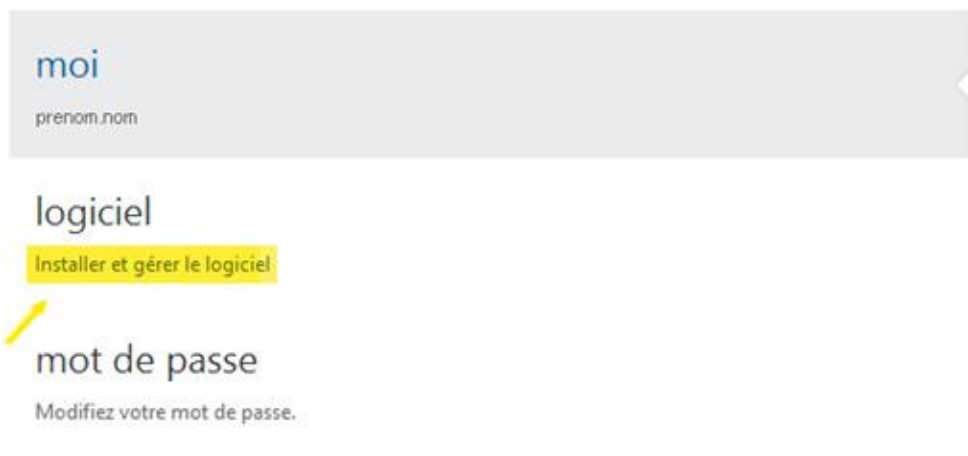 moi
prenom.nom
logiciel
Installer et gérer le logiciel
mot de passe
Modifiez votre mot de passe.